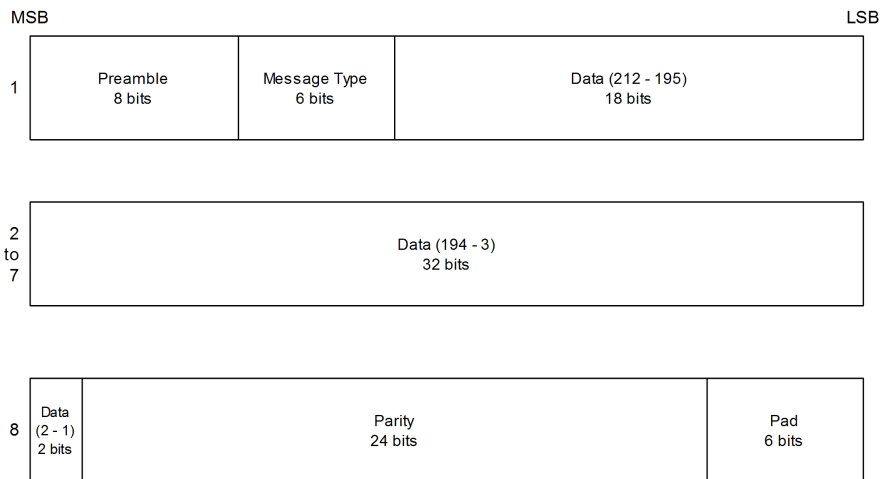 MSB LSB
1
Preamble
8 bits
Message Type
6 bits
Data (212 - 195)
18 bits
2
to
7
Data (194 - 3)
32 bits
8
Data
(2 - 1)
2 bits
Parity
24 bits
Pad
6 bits